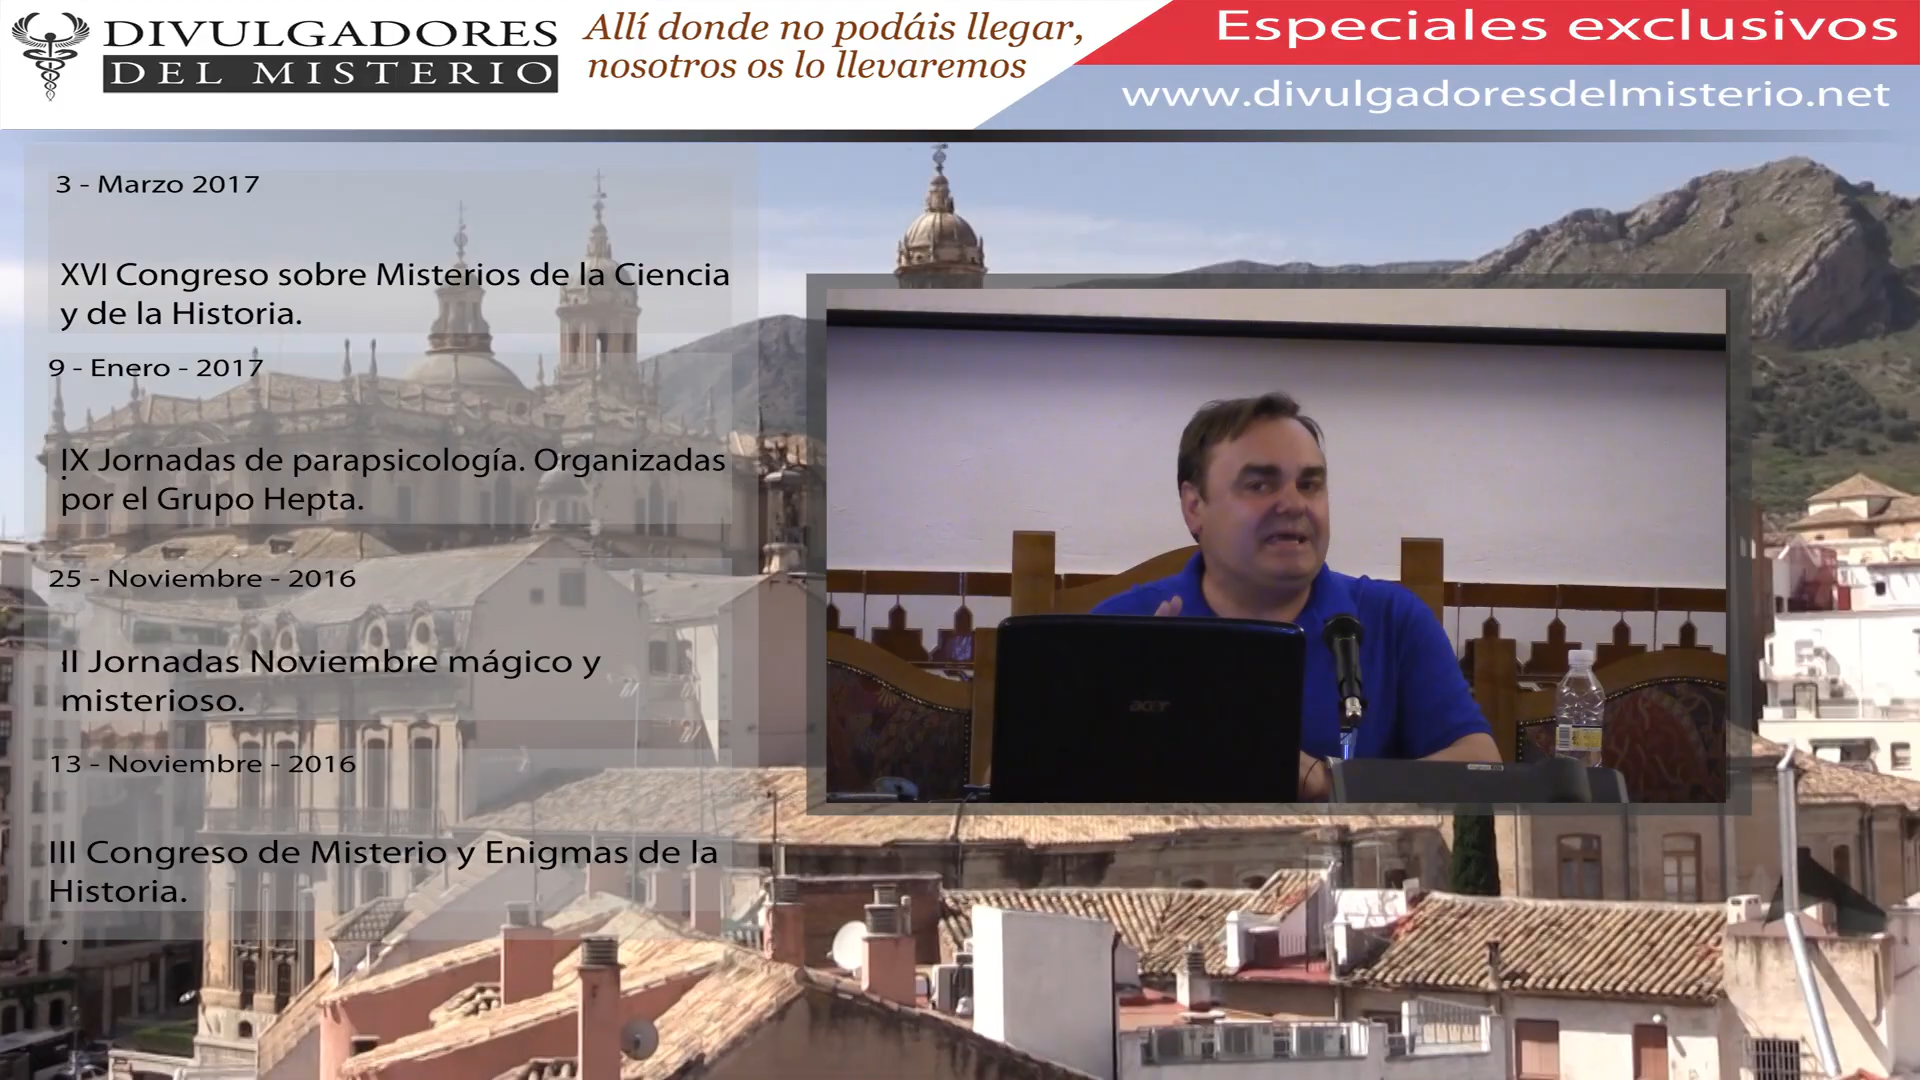 DIVULGADORES
DEL MISTERIO
Allí donde no podáis llegar,
nosotros os lo llevaremos
Especiales exclusivos
www.divulgadoresdelmisterio.net
3 - Marzo 2017
XVI Congreso sobre Misterios de la Ciencia
y de la Historia.
9 - Enero - 2017
IX Jornadas de parapsicología. Organizadas
por el Grupo Hepta.
25 - Noviembre - 2016
II Jornadas Noviembre mágico y
misterioso.
13 - Noviembre - 2016
III Congreso de Misterio y Enigmas de la
Historia.
acer